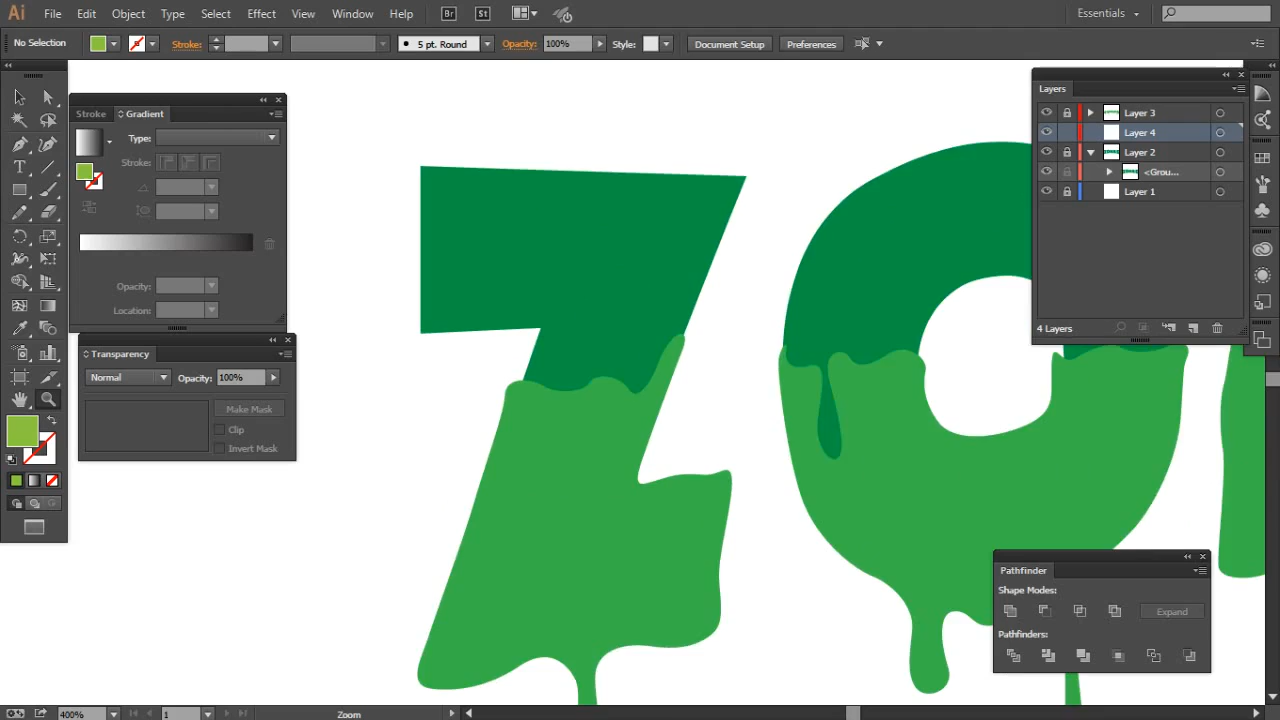 Ai File Edit Object Type Select Effect View Window Help Br St Essentials
No Selection Stroke: 5 pt. Round Opacity: 100% Style: Document Setup Preferences
Stroke Gradient
Type:
Stroke:
Opacity:
Location:
Transparency
Normal Opacity: 100%
Make Mask
Clip
Invert Mask
Layers
Layer 3
Layer 4
Layer 2
<Grou...
Layer 1
4 Layers
ZO
Pathfinder
Shape Modes:
Expand
Pathfinders:
400% 1 Zoom